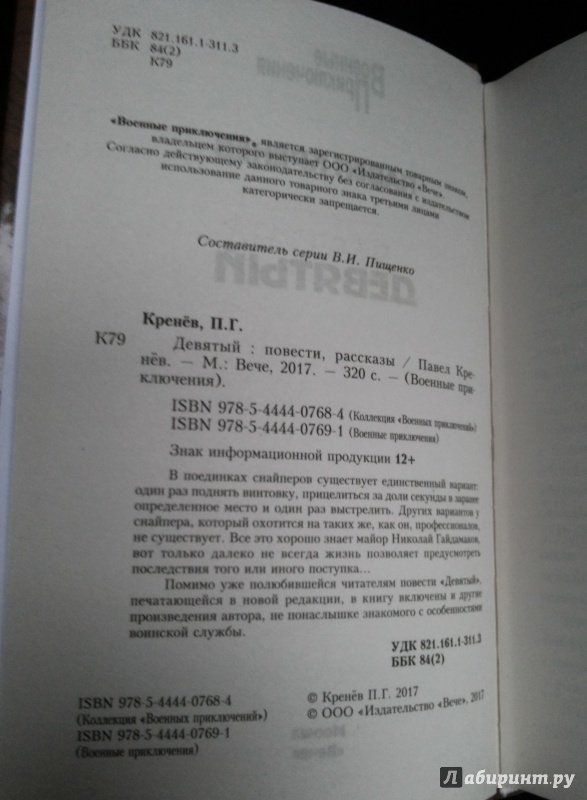 УДК 821.161.1-311.3
ББК 84(2)
К79
Военные
Приключения
«Военные приключения»® является зарегистрированным товарным знаком,
владельцем которого выступает ООО «Издательство «Вече».
Согласно действующему законодательству без согласования с издательством
использование данного товарного знака третьими лицами
категорически запрещается.
Составитель серии В.И. Пищенко
ДЕВЯТЫЙ
Кренёв, П.Г.
К79 Девятый : повести, рассказы / Павел Кре-
нёв. — М.: Вече, 2017. — 320 с. — (Военные при-
ключения).
ISBN 978-5-4444-0768-4 (Коллекция «Военных приключений»)
ISBN 978-5-4444-0769-1 (Военные приключения)
Знак информационной продукции 12+
В поединках снайперов существует единственный вариант:
один раз поднять винтовку, прицелиться за доли секунды в заранее
определенное место и один раз выстрелить. Других вариантов у
снайпера, который охотится на таких же, как он, профессионалов,
не существует. Все это хорошо знает майор Николай Гайдамаков,
вот только далеко не всегда жизнь позволяет предусмотреть
последствия того или иного поступка...
Помимо уже полюбившейся читателям повести «Девятый»,
печатающейся в новой редакции, в книгу включены и другие
произведения автора, не понаслышке знакомого с особенностями
воинской службы.
УДК 821.161.1-311.3
ББК 84(2)
ISBN 978-5-4444-0768-4
(Коллекция «Военных приключений»)
ISBN 978-5-4444-0769-1
(Военные приключения)
© Кренёв П.Г. 2017
© ООО «Издательство «Вече», 2017
Москва
«Вече»
Лабиринт.ру